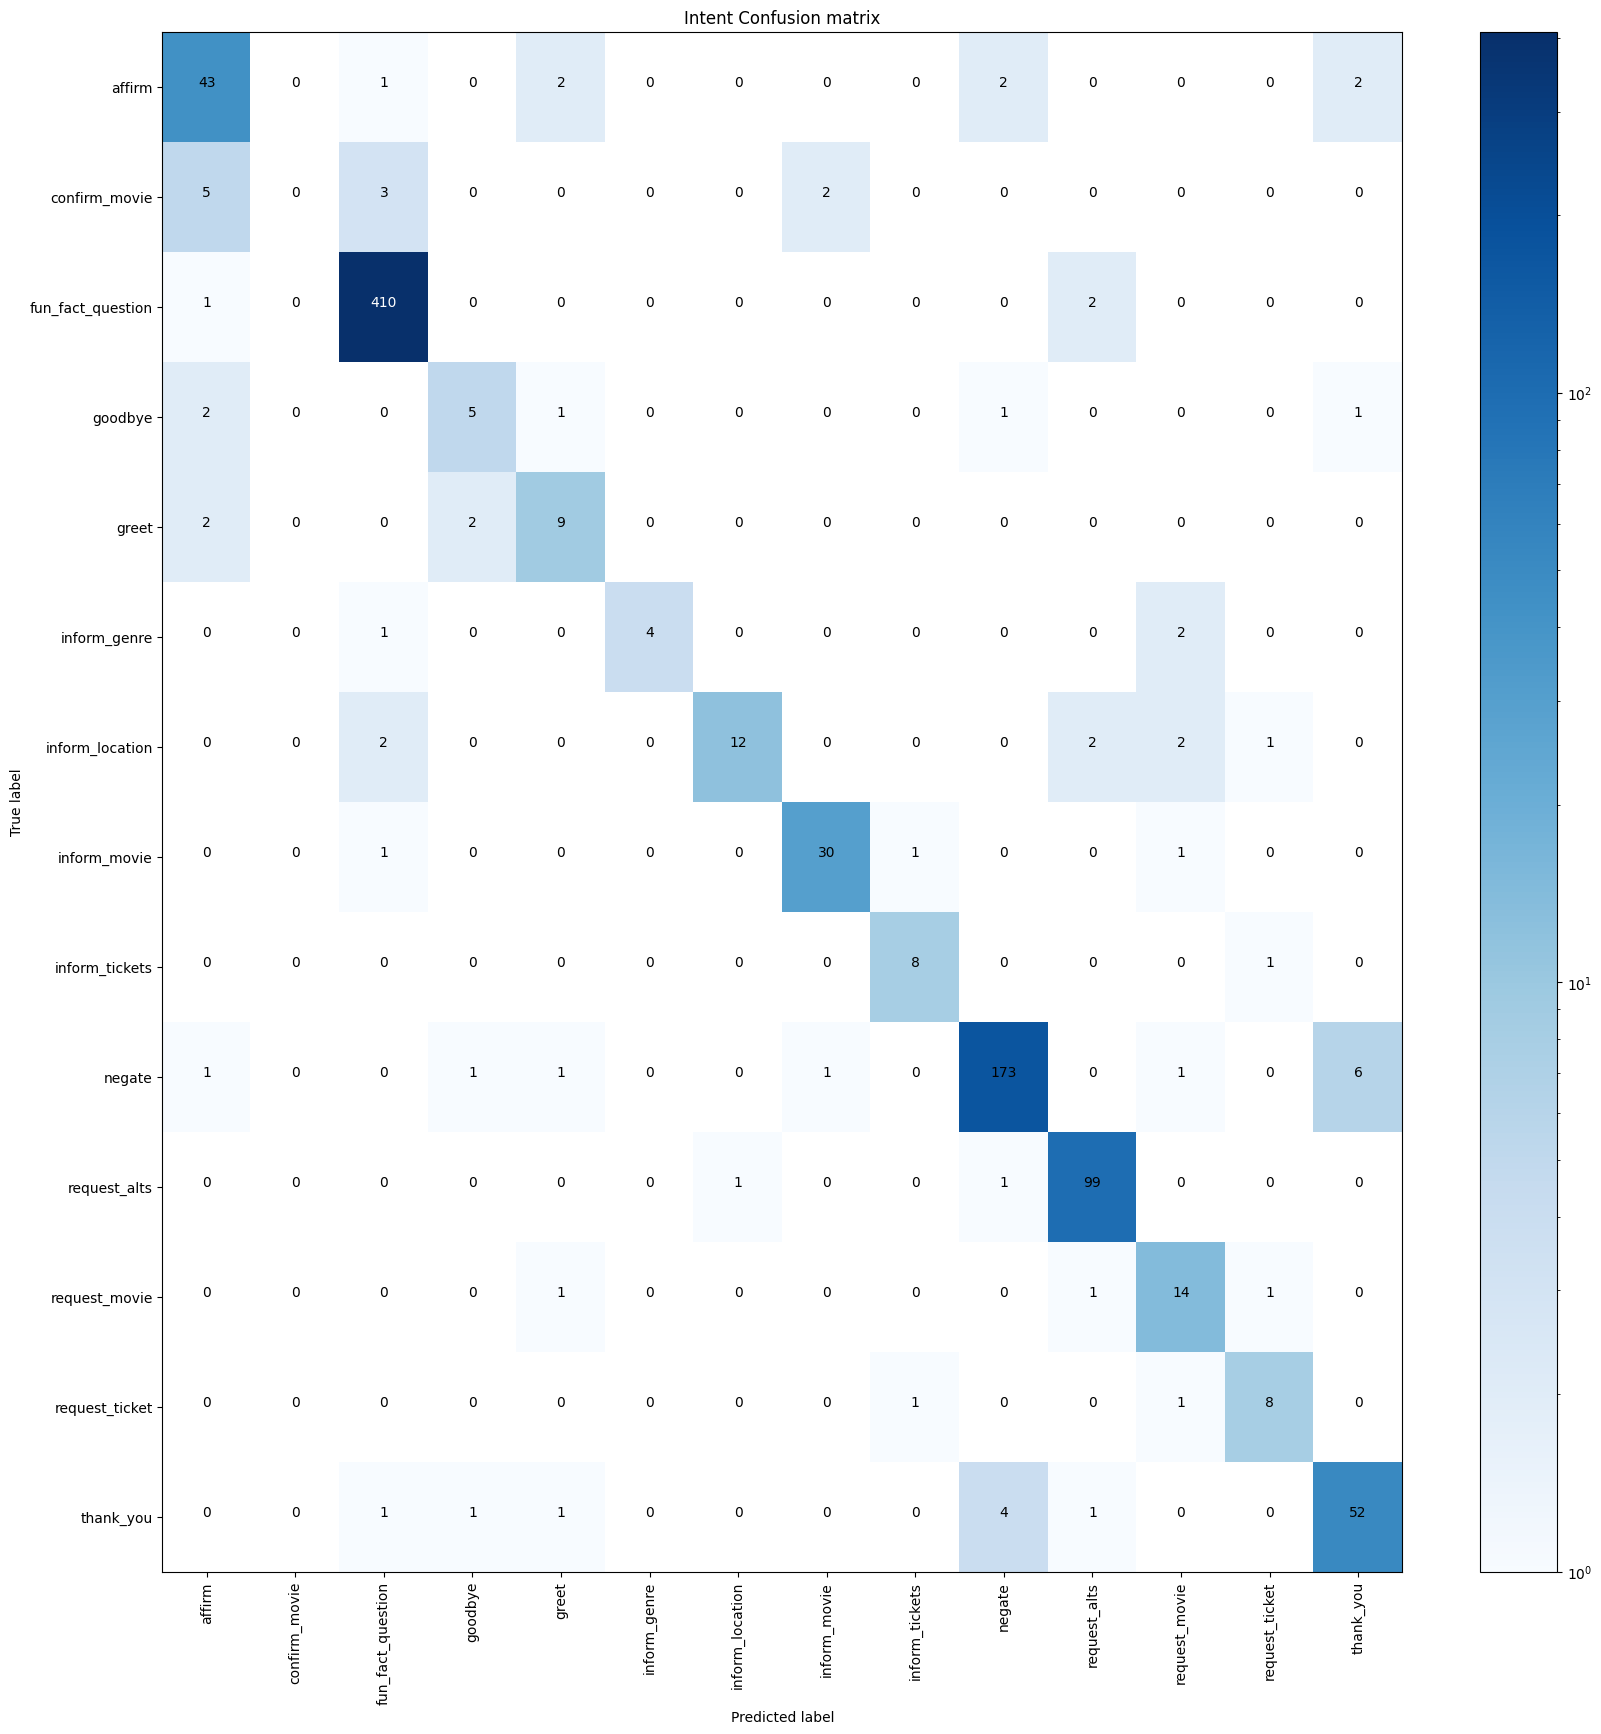 Intent Confusion matrix
affirm 43 0 1 0 2 0 0 0 0 2 0 0 0 2
confirm_movie 5 0 3 0 0 0 0 2 0 0 0 0 0 0
fun_fact_question 1 0 410 0 0 0 0 0 0 0 2 0 0 0
goodbye 2 0 0 5 1 0 0 0 0 1 0 0 0 1
greet 2 0 0 2 9 0 0 0 0 0 0 0 0 0
inform_genre 0 0 1 0 0 4 0 0 0 0 0 2 0 0
inform_location 0 0 2 0 0 0 12 0 0 0 2 2 1 0
inform_movie 0 0 1 0 0 0 0 30 1 0 0 1 0 0
inform_tickets 0 0 0 0 0 0 0 0 8 0 0 0 1 0
negate 1 0 0 1 1 0 0 1 0 173 0 1 0 6
request_alts 0 0 0 0 0 0 1 0 0 1 99 0 0 0
request_movie 0 0 0 0 1 0 0 0 0 0 1 14 1 0
request_ticket 0 0 0 0 0 0 0 0 1 0 0 1 8 0
thank_you 0 0 1 1 1 0 0 0 0 4 1 0 0 52
True label
affirm
confirm_movie
fun_fact_question
goodbye
greet
inform_genre
inform_location
inform_movie
inform_tickets
negate
request_alts
request_movie
request_ticket
thank_you
Predicted label
10²
10¹
10⁰